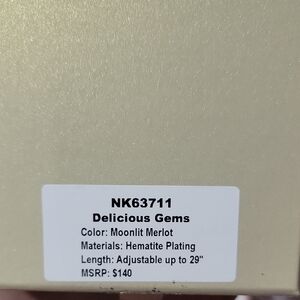 NK63711
Delicious Gems
Color: Moonlit Merlot
Materials: Hematite Plating
Length: Adjustable up to 29"
MSRP: $140